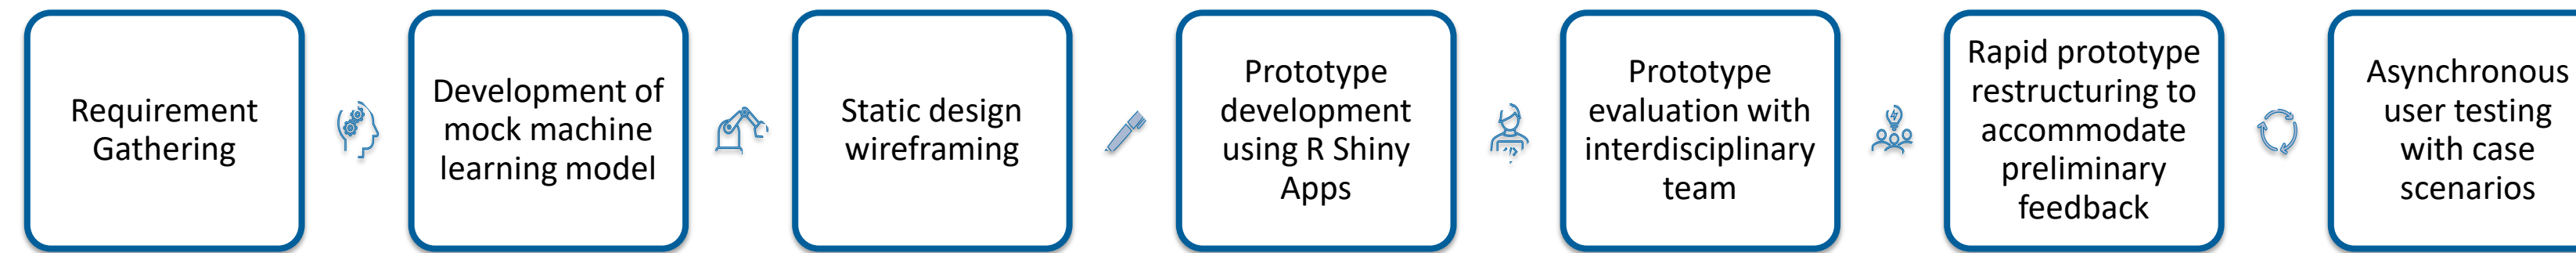 Requirement
Gathering
Development of
mock machine
learning model
Static design
wireframing
Prototype
development
using R Shiny
Apps
Prototype
evaluation with
interdisciplinary
team
Rapid prototype
restructuring to
accommodate
preliminary
feedback
Asynchronous
user testing
with case
scenarios